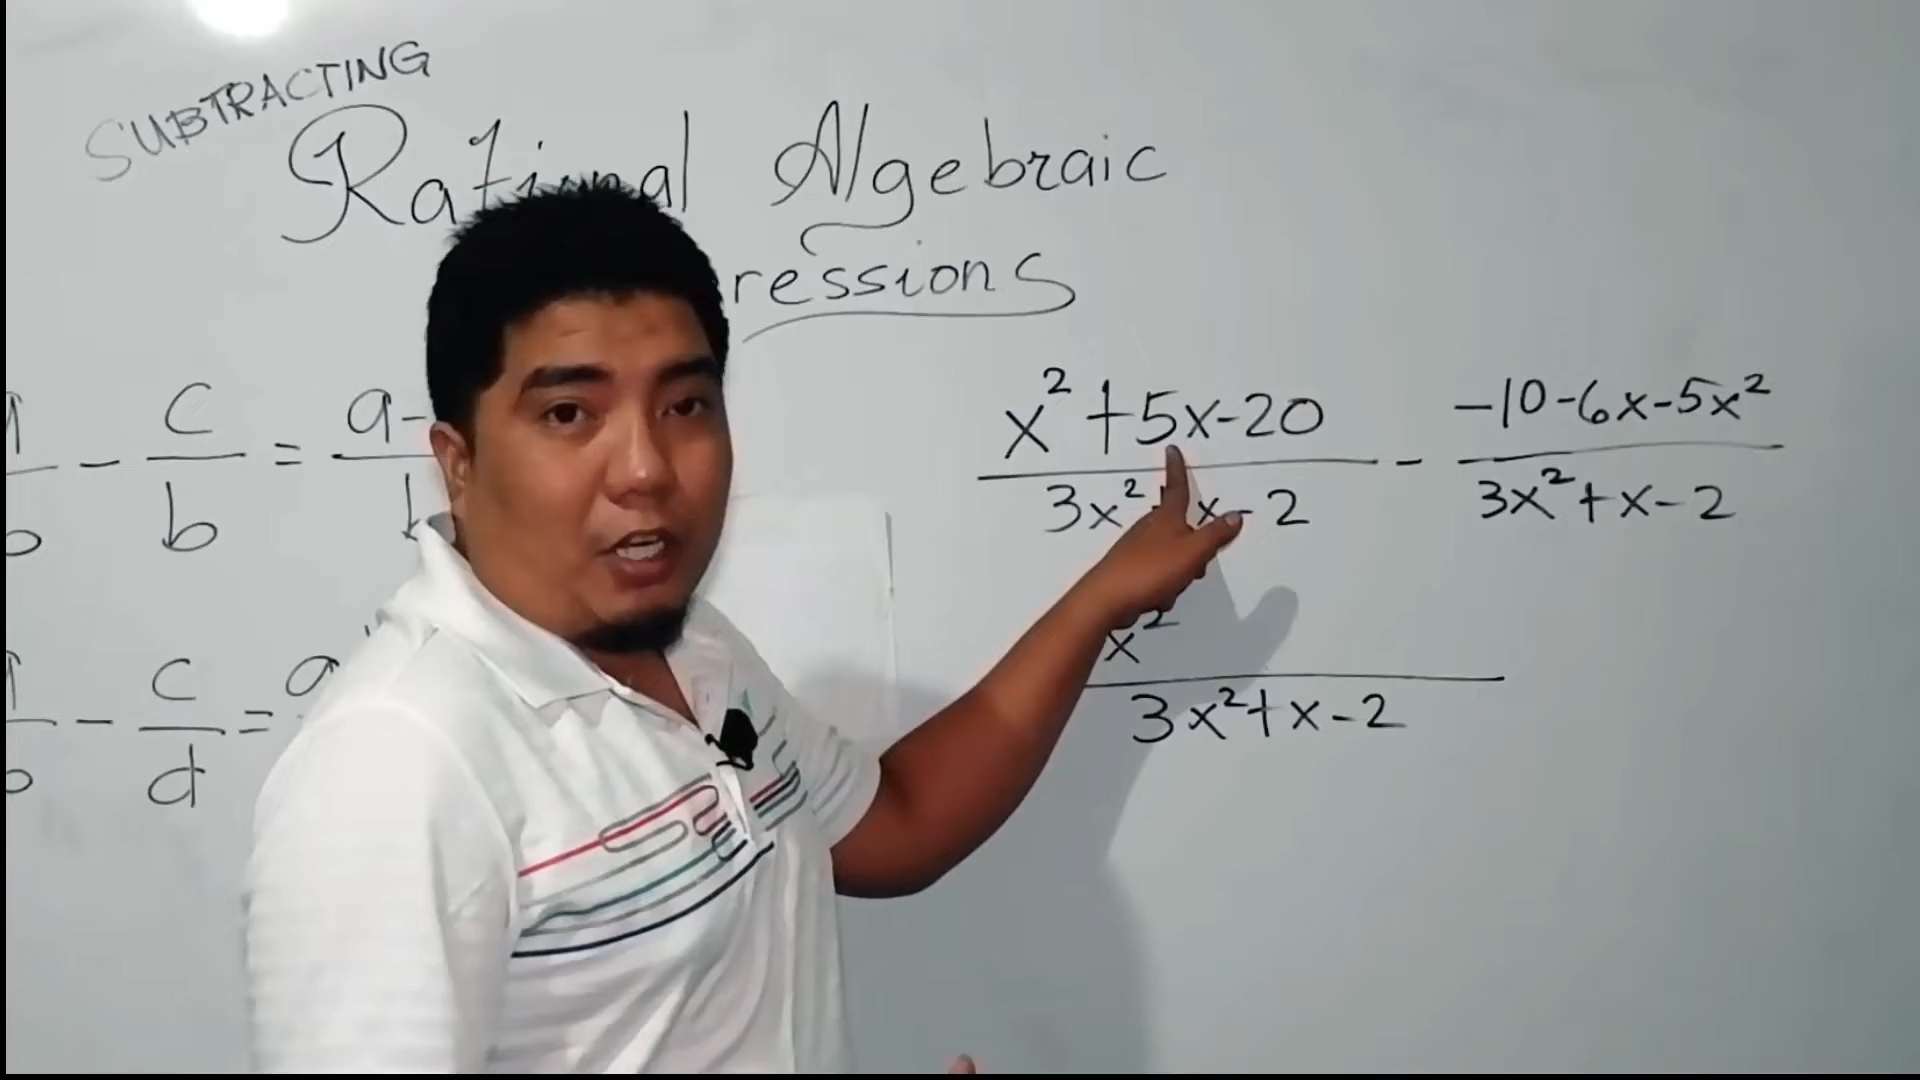 SUBTRACTING
Rational Algebraic
ressions
- c/b = a-
x² + 5x - 20 / 3x² + x - 2 - -10 - 6x - 5x² / 3x² + x - 2
- c/d = a
x² / 3x² + x - 2